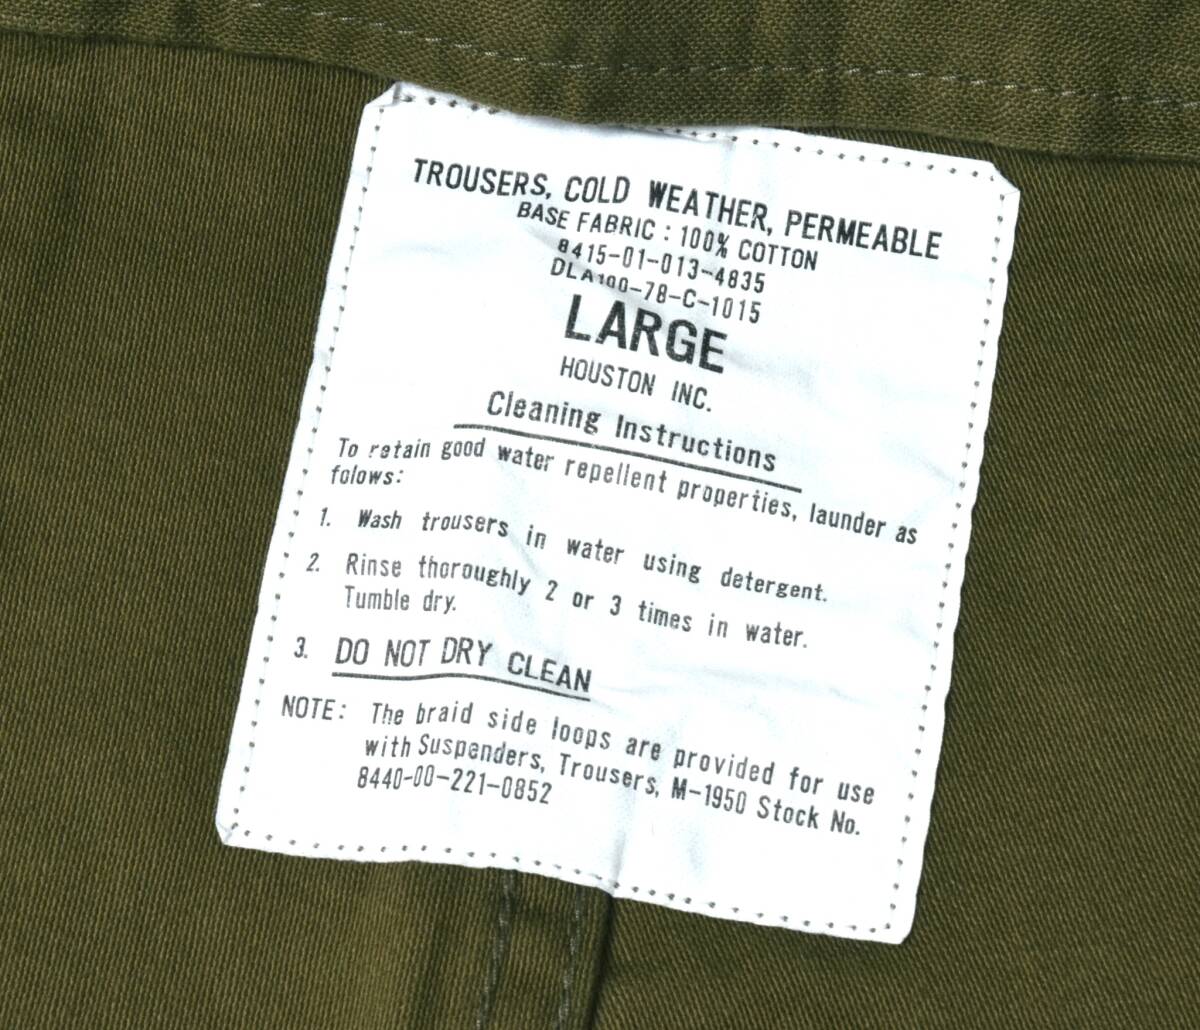 TROUSERS, COLD WEATHER, PERMEABLE
BASE FABRIC : 100% COTTON
8415-01-013-4835
DLA100-78-C-1015
LARGE
HOUSTON INC.
Cleaning Instructions
To retain good water repellent properties, launder as
folows:
1. Wash trousers in water using detergent.
2. Rinse thoroughly 2 or 3 times in water.
Tumble dry.
3. DO NOT DRY CLEAN
NOTE: The braid side loops are provided for use
with Suspenders, Trousers, M-1950 Stock No.
8440-00-221-0852